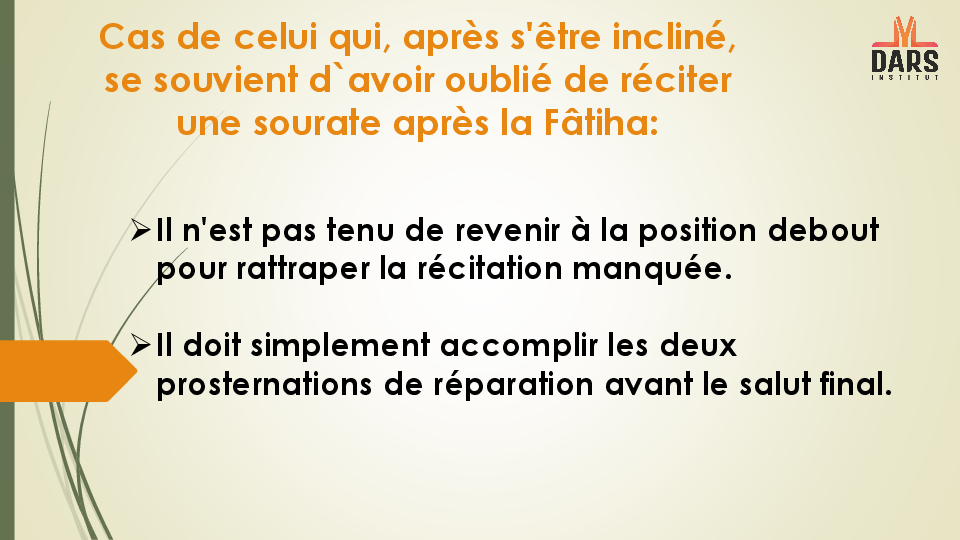 Cas de celui qui, après s'être incliné,
se souvient d`avoir oublié de réciter
une sourate après la Fâtiha:
DARS
INSTITUT
➢Il n'est pas tenu de revenir à la position debout
pour rattraper la récitation manquée.
➢Il doit simplement accomplir les deux
prosternations de réparation avant le salut final.